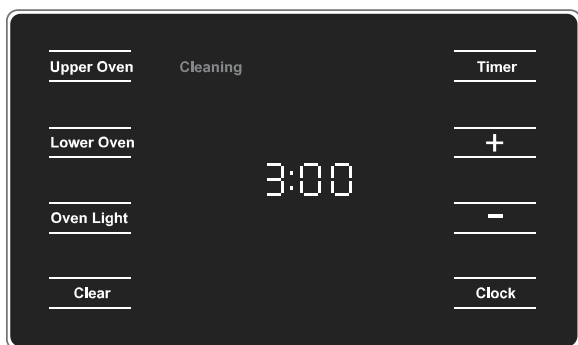 Upper Oven
Cleaning
Timer
Lower Oven
+
3:00
Oven Light
-
Clear
Clock